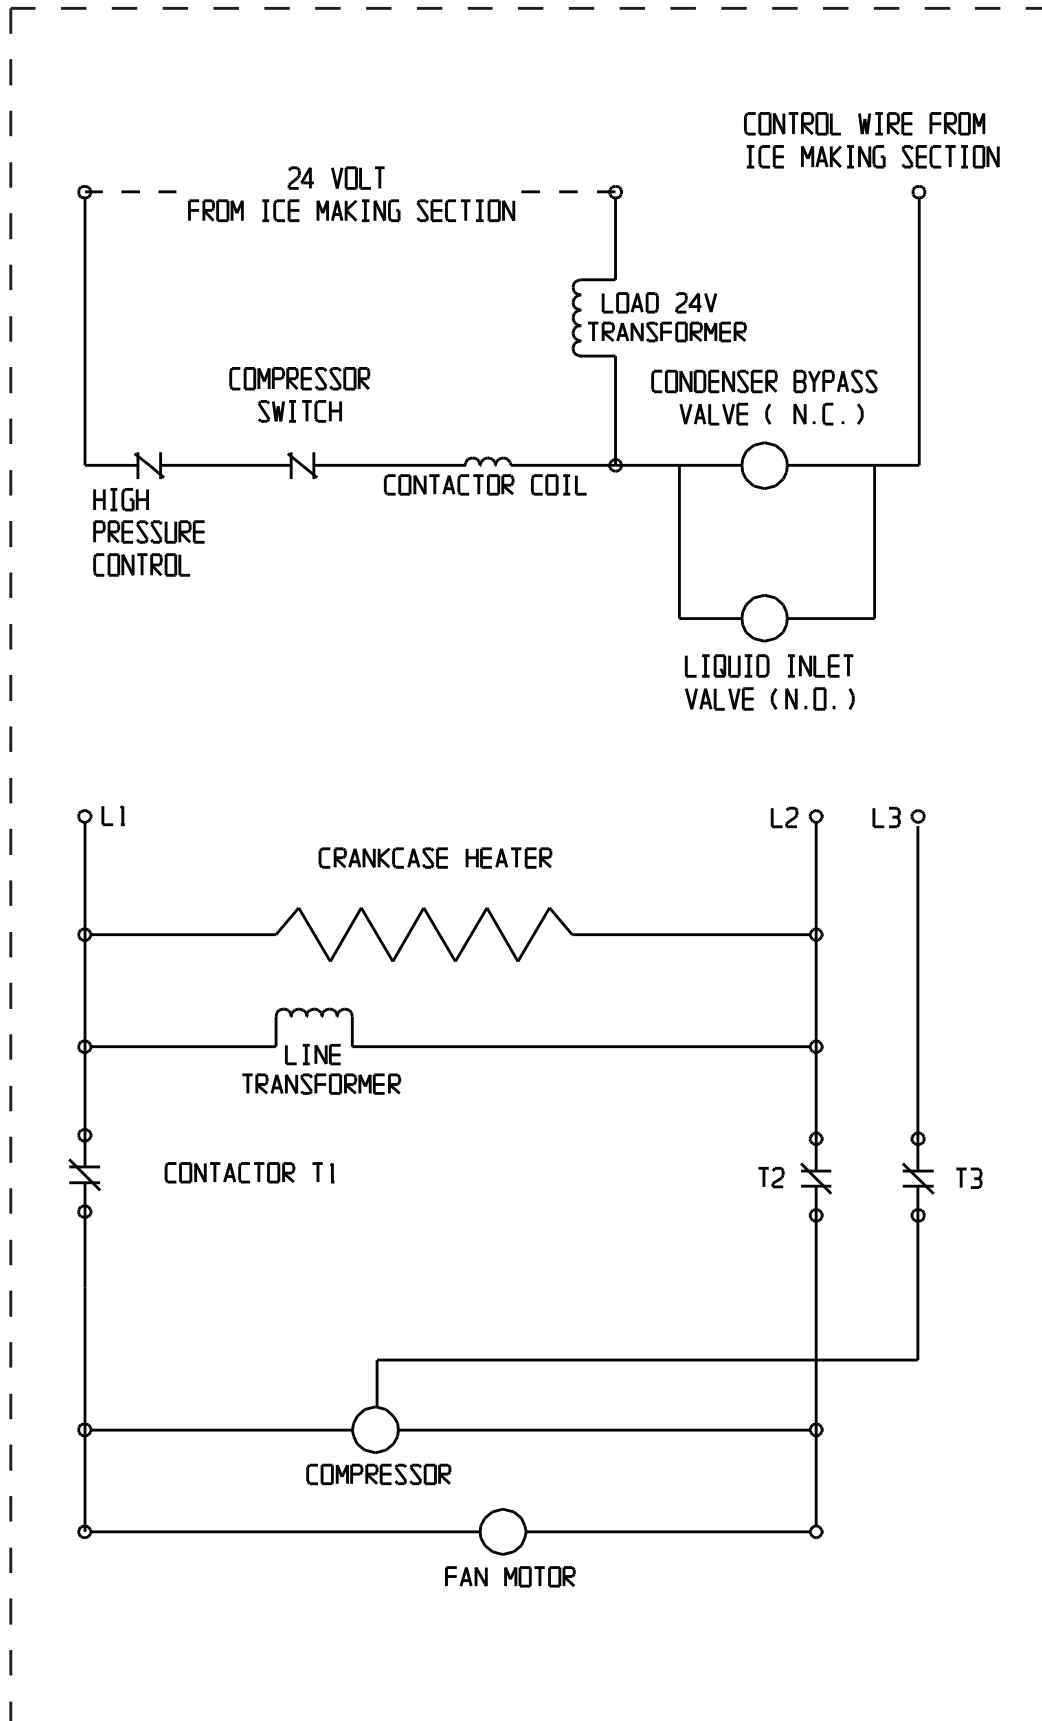 CONTROL WIRE FROM
ICE MAKING SECTION
24 VOLT
FROM ICE MAKING SECTION
LOAD 24V
TRANSFORMER
COMPRESSOR
SWITCH
CONDENSER BYPASS
VALVE ( N.C. )
CONTACTOR COIL
HIGH
PRESSURE
CONTROL
LIQUID INLET
VALVE (N.O. )
L1
L2
L3
CRANKCASE HEATER
LINE
TRANSFORMER
CONTACTOR T1
T2
T3
COMPRESSOR
FAN MOTOR